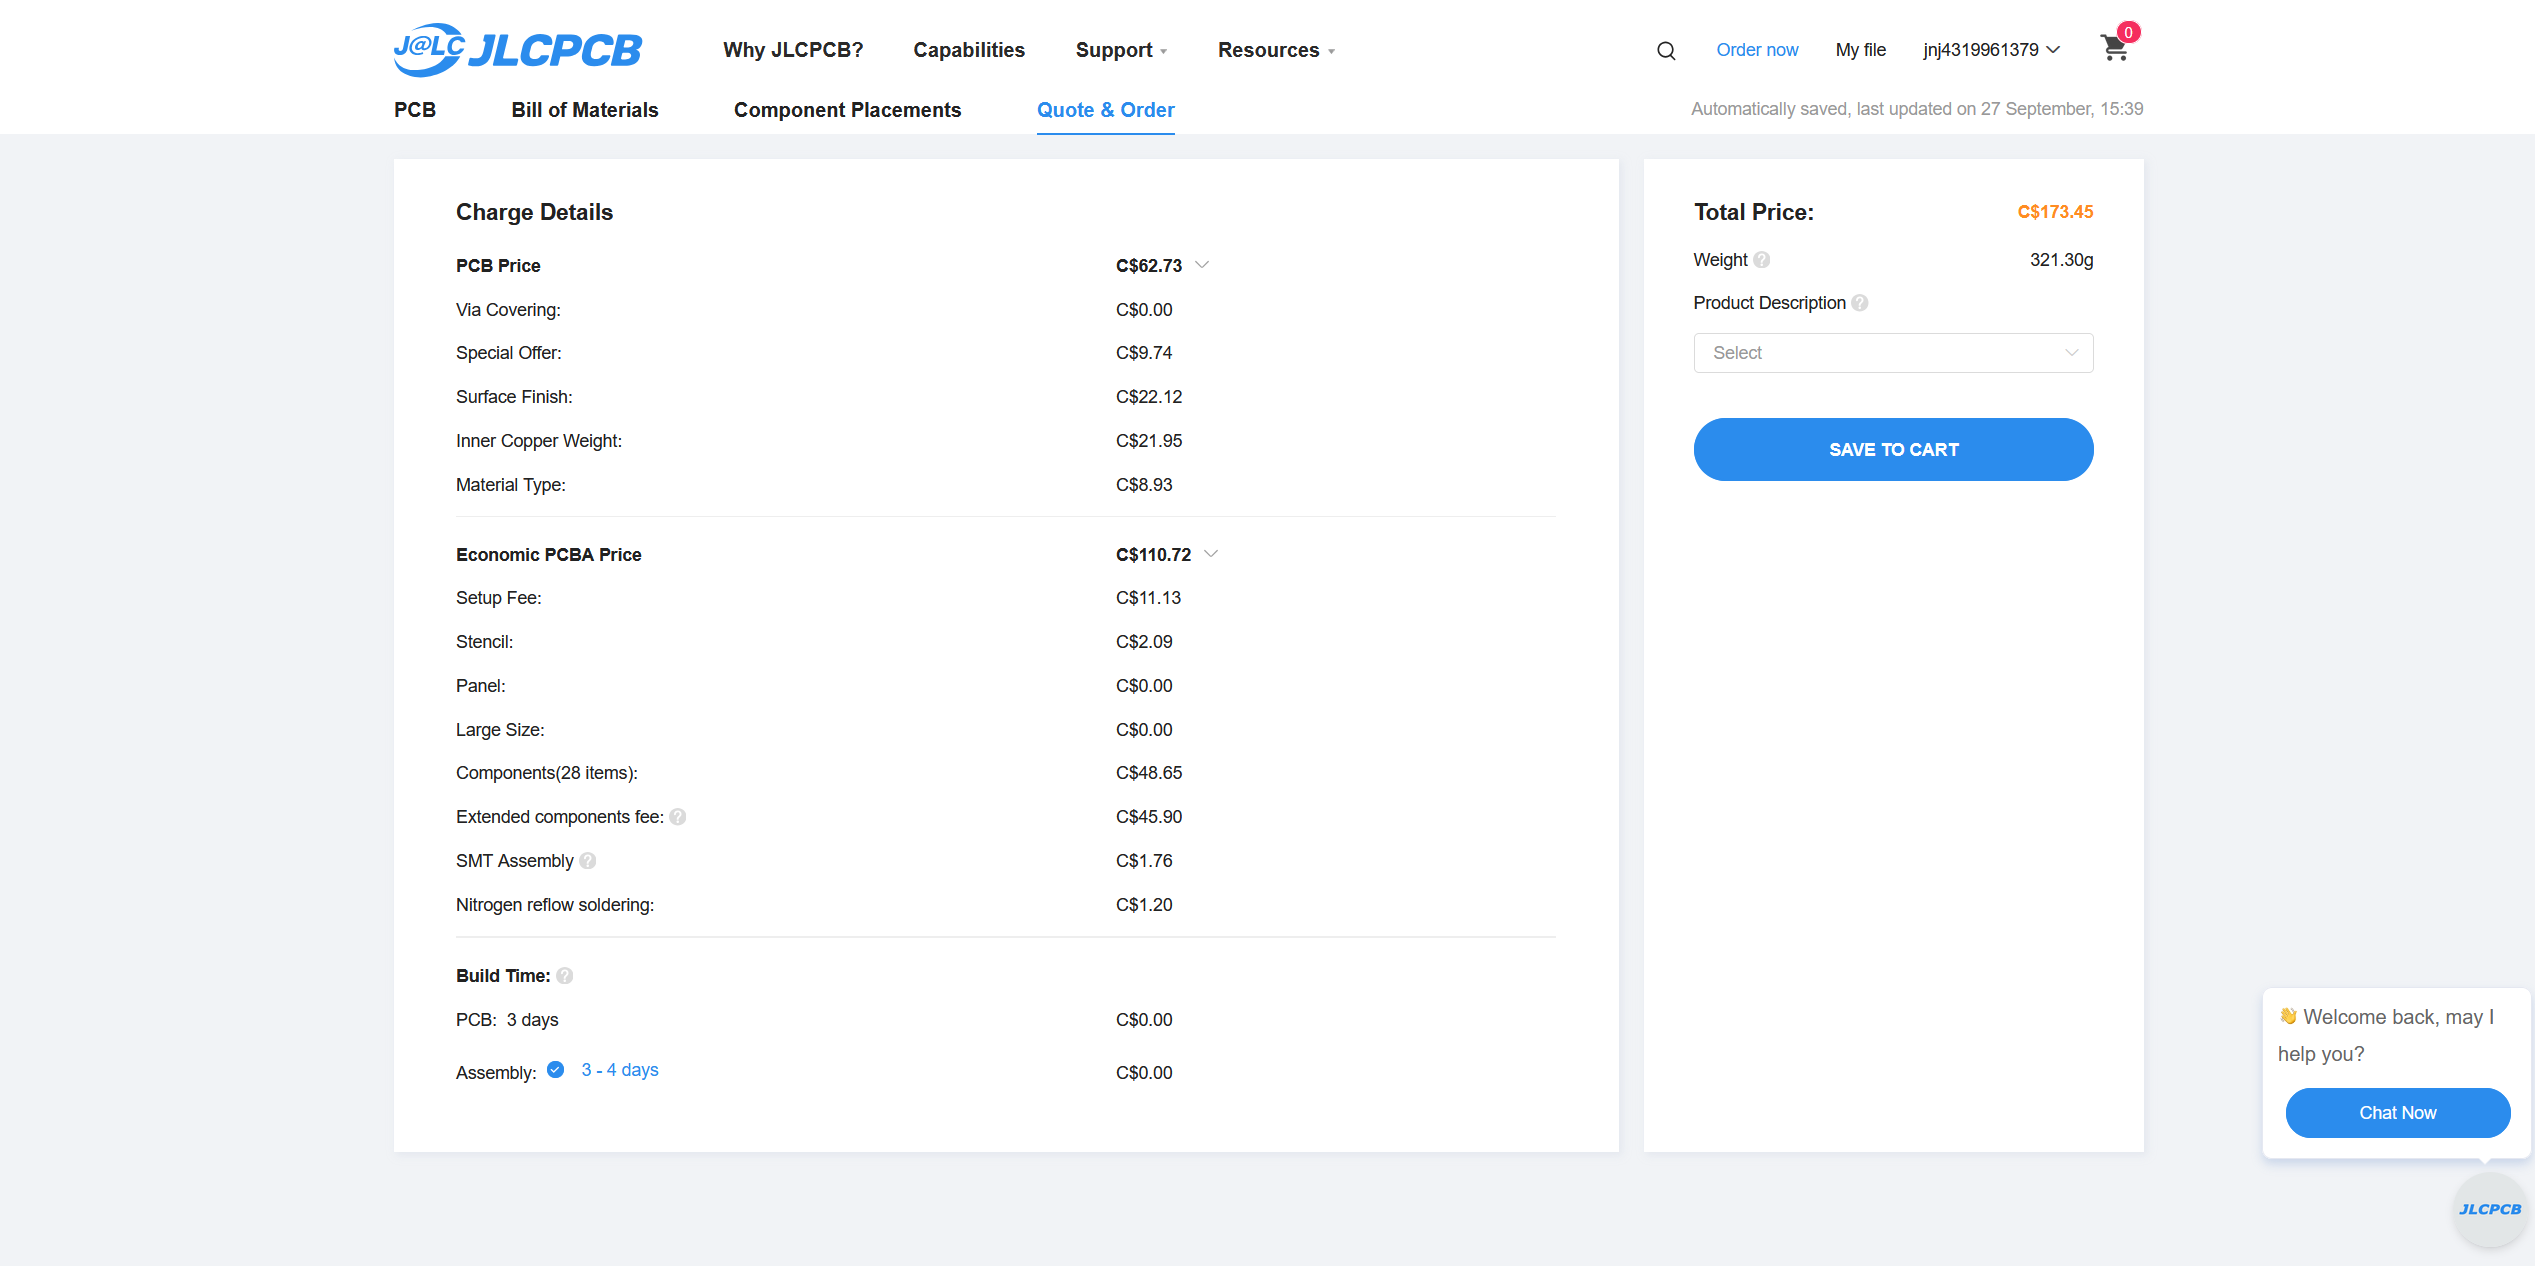 J@LC JLCPCB
Why JLCPCB?
Capabilities
Support
Resources
Order now
My file
jnj4319961379
0
PCB
Bill of Materials
Component Placements
Quote & Order
Automatically saved, last updated on 27 September, 15:39
Charge Details
PCB Price C$62.73
Via Covering: C$0.00
Special Offer: C$9.74
Surface Finish: C$22.12
Inner Copper Weight: C$21.95
Material Type: C$8.93
Economic PCBA Price C$110.72
Setup Fee: C$11.13
Stencil: C$2.09
Panel: C$0.00
Large Size: C$0.00
Components(28 items): C$48.65
Extended components fee: ? C$45.90
SMT Assembly ? C$1.76
Nitrogen reflow soldering: C$1.20
Build Time: ?
PCB: 3 days C$0.00
Assembly: 3 - 4 days C$0.00
Total Price: C$173.45
Weight ? 321.30g
Product Description ?
Select
SAVE TO CART
👋 Welcome back, may I
help you?
Chat Now
JLCPCB